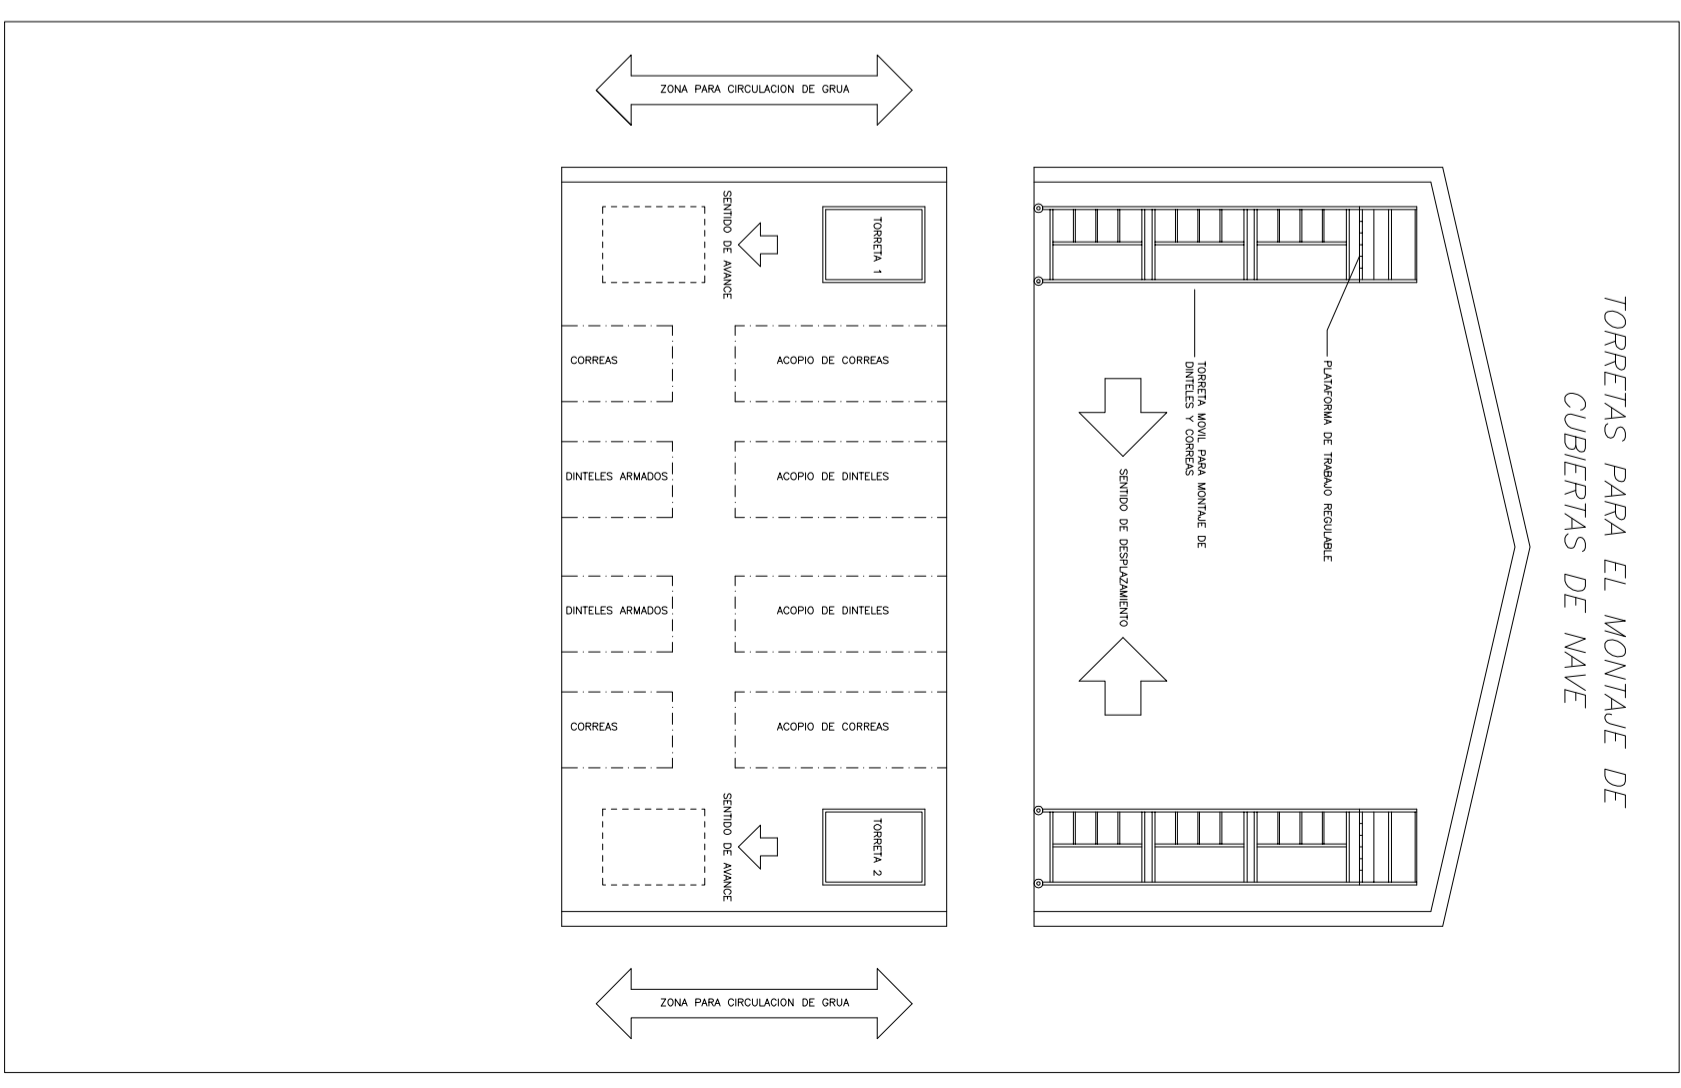 TORRETAS PARA EL MONTAJE DE
CUBIERTAS DE NAVE
PLATAFORMA DE TRABAJO REGULABLE
TORRETA MOVIL PARA MONTAJE DE
DINTELES Y CORREAS
SENTIDO DE DESPLAZAMIENTO
ZONA PARA CIRCULACION DE GRUA
TORRETA 1
SENTIDO DE AVANCE
CORREAS
ACOPIO DE CORREAS
DINTELES ARMADOS
ACOPIO DE DINTELES
DINTELES ARMADOS
ACOPIO DE DINTELES
CORREAS
ACOPIO DE CORREAS
TORRETA 2
SENTIDO DE AVANCE
ZONA PARA CIRCULACION DE GRUA